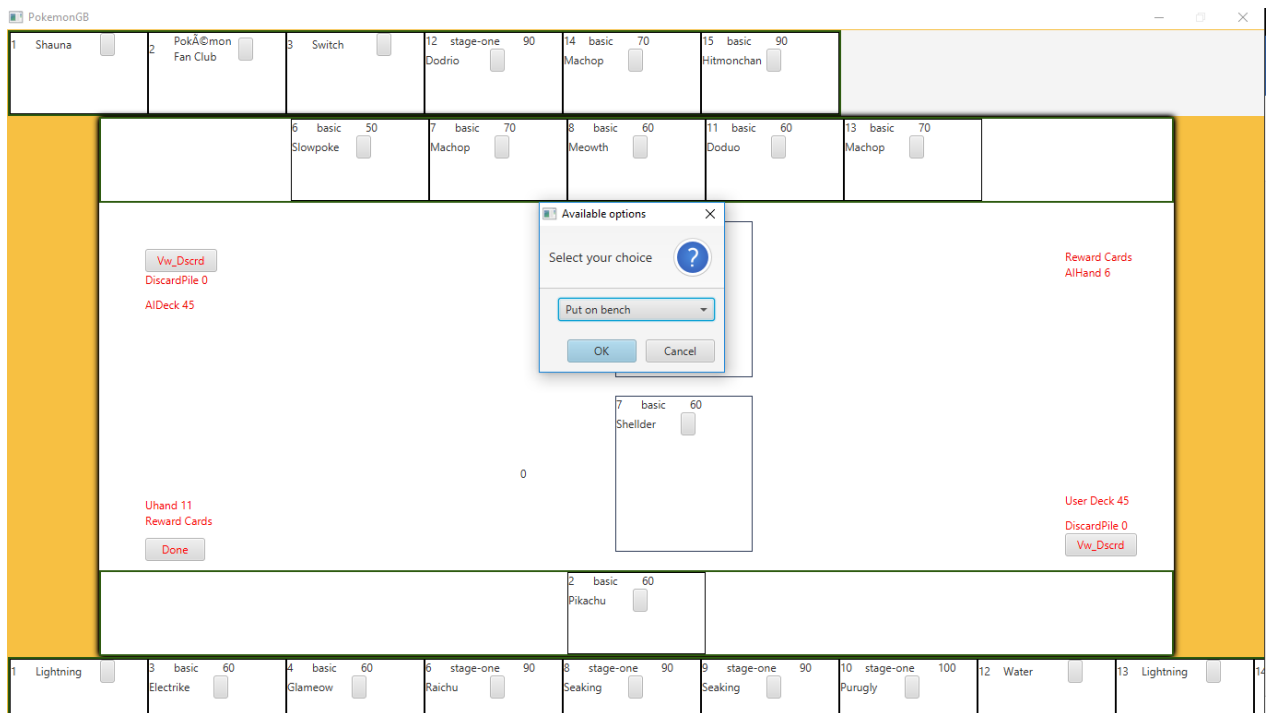 PokemonGB
1 Shauna
2 PokÃ©mon
Fan Club
3 Switch
12 stage-one 90
Dodrio
14 basic 70
Machop
15 basic 90
Hitmonchan
6 basic 50
Slowpoke
7 basic 70
Machop
8 basic 60
Meowth
11 basic 60
Doduo
13 basic 70
Machop
Available options
Select your choice
?
Put on bench
OK
Cancel
Vw_Dscrd
DiscardPile 0
AIDeck 45
Reward Cards
AIHand 6
7 basic 60
Shellder
0
Uhand 11
Reward Cards
Done
User Deck 45
DiscardPile 0
Vw_Dscrd
2 basic 60
Pikachu
1 Lightning
3 basic 60
Electrike
4 basic 60
Glameow
6 stage-one 90
Raichu
8 stage-one 90
Seaking
9 stage-one 90
Seaking
10 stage-one 100
Purugly
12 Water
13 Lightning
14